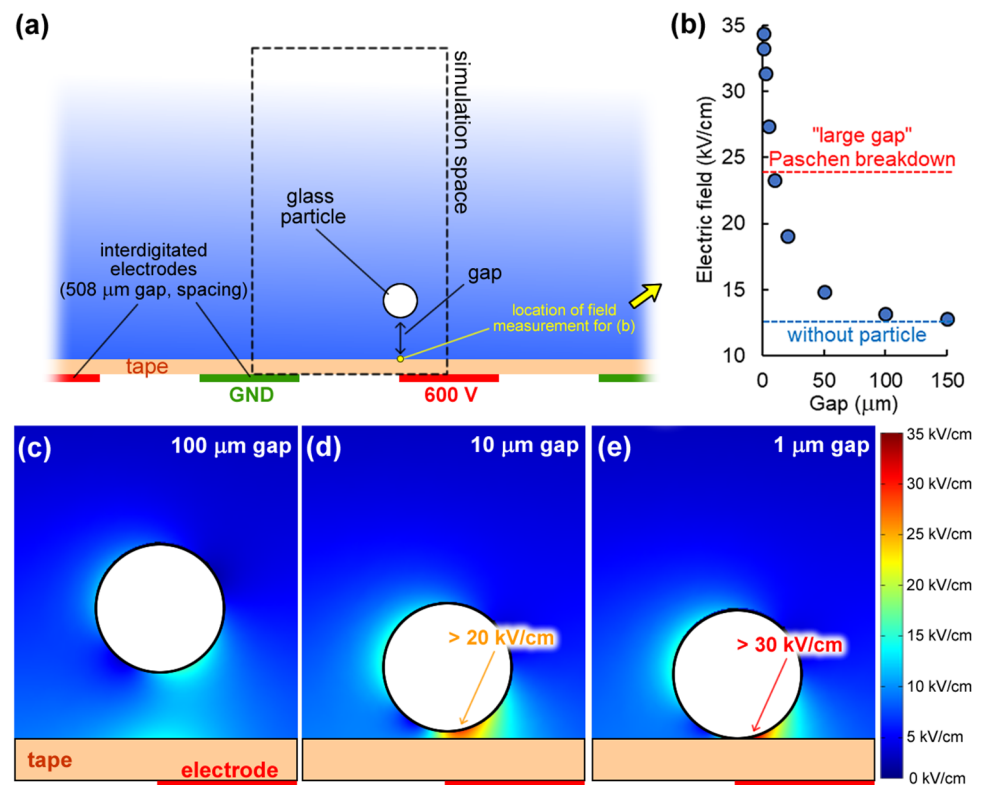 (a)
simulation space
glass
particle
gap
interdigitated
electrodes
(508 μm gap, spacing)
location of field
measurement for (b)
tape
GND
600 V
(b)
Electric field (kV/cm)
35
30
25
20
15
10
"large gap"
Paschen breakdown
without particle
0
50
100
150
Gap (μm)
(c)
100 μm gap
tape
electrode
(d)
10 μm gap
> 20 kV/cm
(e)
1 μm gap
> 30 kV/cm
35 kV/cm
30 kV/cm
25 kV/cm
20 kV/cm
15 kV/cm
10 kV/cm
5 kV/cm
0 kV/cm